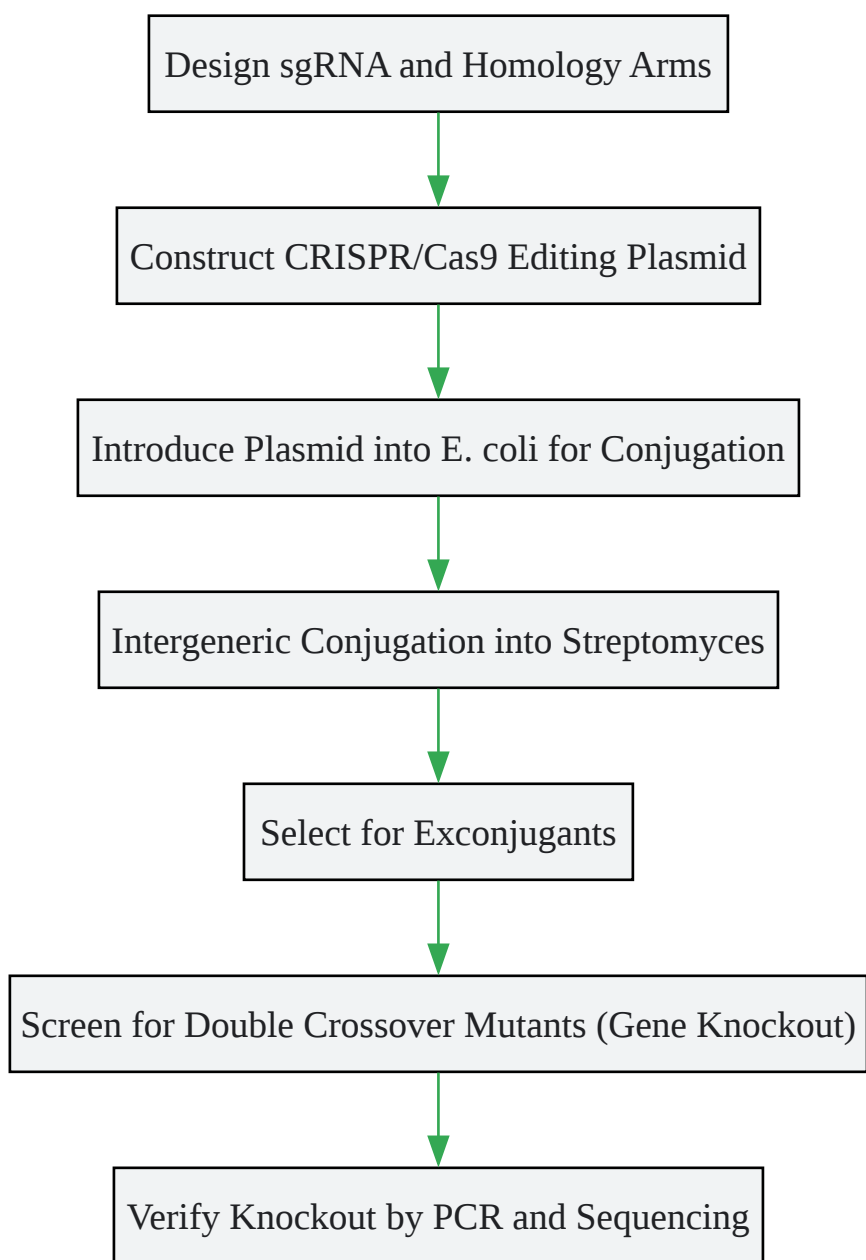 Design sgRNA and Homology Arms
Construct CRISPR/Cas9 Editing Plasmid
Introduce Plasmid into E. coli for Conjugation
Intergeneric Conjugation into Streptomyces
Select for Exconjugants
Screen for Double Crossover Mutants (Gene Knockout)
Verify Knockout by PCR and Sequencing